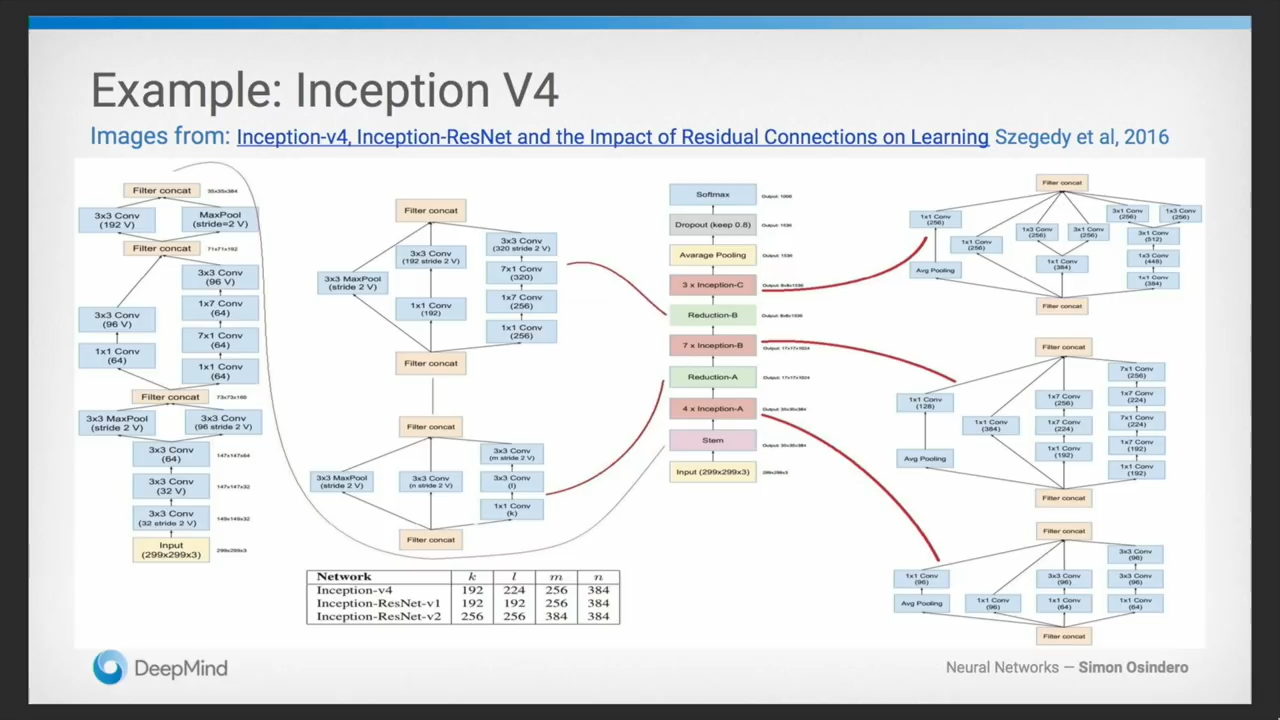 Example: Inception V4
Images from: Inception-v4, Inception-ResNet and the Impact of Residual Connections on Learning Szegedy et al, 2016
Filter concat
35x35x384
3x3 Conv
(192 V)
MaxPool
(stride=2 V)
Filter concat
71x71x192
3x3 Conv
(96 V)
1x7 Conv
(64)
3x3 Conv
(96 V)
7x1 Conv
(64)
1x1 Conv
(64)
1x1 Conv
(64)
Filter concat
73x73x160
3x3 MaxPool
(stride 2 V)
3x3 Conv
(96 stride 2 V)
3x3 Conv
(64)
147x147x64
3x3 Conv
(32 V)
147x147x32
3x3 Conv
(32 stride 2 V)
149x149x32
Input
(299x299x3)
299x299x3
Filter concat
3x3 Conv
(320 stride 2 V)
3x3 Conv
(192 stride 2 V)
7x1 Conv
(320)
3x3 MaxPool
(stride 2 V)
1x7 Conv
(256)
1x1 Conv
(192)
1x1 Conv
(256)
Filter concat
Filter concat
3x3 Conv
(m stride 2 V)
3x3 MaxPool
(stride 2 V)
3x3 Conv
(n stride 2 V)
3x3 Conv
(l)
1x1 Conv
(k)
Filter concat
Network k l m n
Inception-v4 192 224 256 384
Inception-ResNet-v1 192 192 256 384
Inception-ResNet-v2 256 256 384 384
Softmax
Output: 1000
Dropout (keep 0.8)
Output: 1536
Avarage Pooling
Output: 1536
3 x Inception-C
Output: 8x8x1536
Reduction-B
Output: 8x8x1536
7 x Inception-B
Output: 17x17x1024
Reduction-A
Output: 17x17x1024
4 x Inception-A
Output: 35x35x384
Stem
Output: 35x35x384
Input (299x299x3)
299x299x3
Filter concat
1x1 Conv
(256)
3x1 Conv
(256)
1x3 Conv
(256)
1x3 Conv
(256)
3x1 Conv
(256)
3x1 Conv
(512)
1x1 Conv
(256)
1x3 Conv
(448)
Avg Pooling
1x1 Conv
(384)
1x1 Conv
(384)
Filter concat
Filter concat
7x1 Conv
(256)
1x1 Conv
(128)
1x7 Conv
(256)
1x7 Conv
(224)
1x1 Conv
(384)
1x7 Conv
(224)
7x1 Conv
(224)
Avg Pooling
1x1 Conv
(192)
1x7 Conv
(192)
1x1 Conv
(192)
Filter concat
Filter concat
3x3 Conv
(96)
1x1 Conv
(96)
3x3 Conv
(96)
3x3 Conv
(96)
Avg Pooling
1x1 Conv
(96)
1x1 Conv
(64)
1x1 Conv
(64)
Filter concat
DeepMind
Neural Networks — Simon Osindero